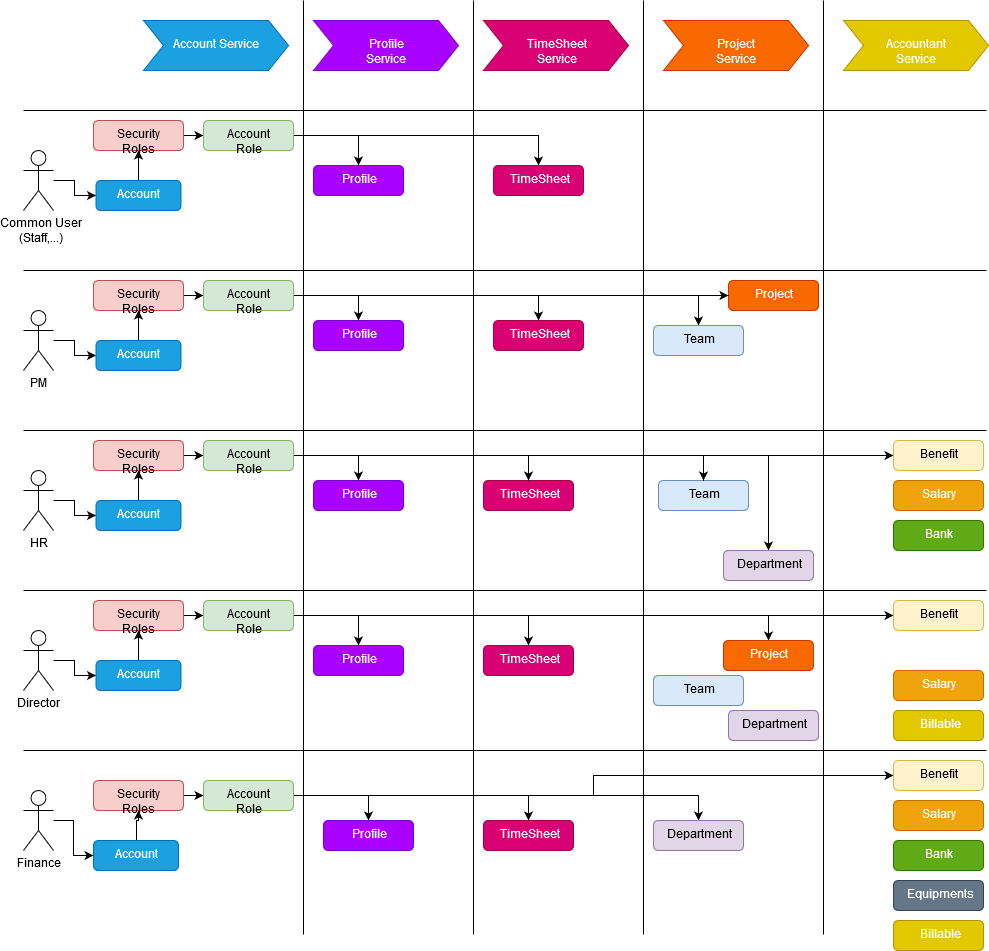 Account Service
Profile
Service
TimeSheet
Service
Project
Service
Accountant
Service
Security
Roles
Account
Role
Profile
TimeSheet
Account
Common User
(Staff,...)
Security
Roles
Account
Role
Project
Profile
TimeSheet
Team
Account
PM
Security
Roles
Account
Role
Benefit
Profile
TimeSheet
Team
Salary
Account
Bank
HR
Department
Security
Roles
Account
Role
Benefit
Profile
TimeSheet
Project
Account
Team
Salary
Director
Department
Billable
Security
Roles
Account
Role
Benefit
Profile
TimeSheet
Department
Salary
Account
Bank
Finance
Equipments
Billable